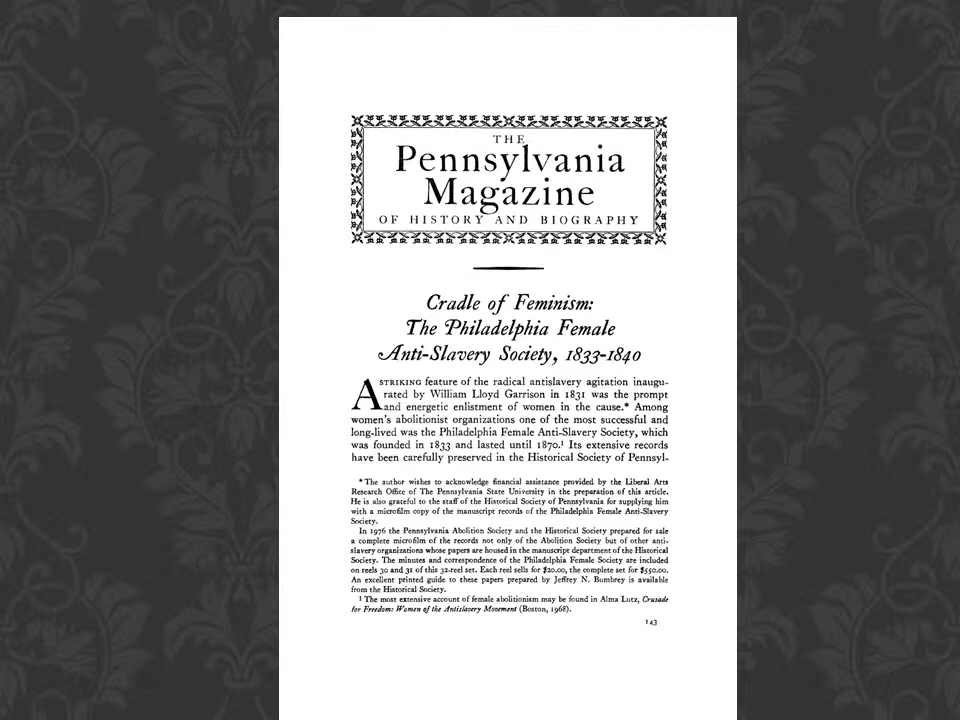 THE
Pennsylvania
Magazine
OF HISTORY AND BIOGRAPHY
Cradle of Feminism:
The Philadelphia Female
Anti-Slavery Society, 1833-1840
A STRIKING feature of the radical antislavery agitation inaugu-
rated by William Lloyd Garrison in 1831 was the prompt
and energetic enlistment of women in the cause.* Among
women's abolitionist organizations one of the most successful and
long-lived was the Philadelphia Female Anti-Slavery Society, which
was founded in 1833 and lasted until 1870.¹ Its extensive records
have been carefully preserved in the Historical Society of Pennsyl-
* The author wishes to acknowledge financial assistance provided by the Liberal Arts
Research Office of The Pennsylvania State University in the preparation of this article.
He is also grateful to the staff of the Historical Society of Pennsylvania for supplying him
with a microfilm copy of the manuscript records of the Philadelphia Female Anti-Slavery
Society.
In 1976 the Pennsylvania Abolition Society and the Historical Society prepared for sale
a complete microfilm of the records not only of the Abolition Society but of other anti-
slavery organizations whose papers are housed in the manuscript department of the Historical
Society. The minutes and correspondence of the Philadelphia Female Society are included
on reels 30 and 31 of this 32-reel set. Each reel sells for $20.00, the complete set for $550.00.
An excellent printed guide to these papers prepared by Jeffrey N. Bumbrey is available
from the Historical Society.
¹ The most extensive account of female abolitionism may be found in Alma Lutz, Crusade
for Freedom: Women of the Antislavery Movement (Boston, 1968).
143